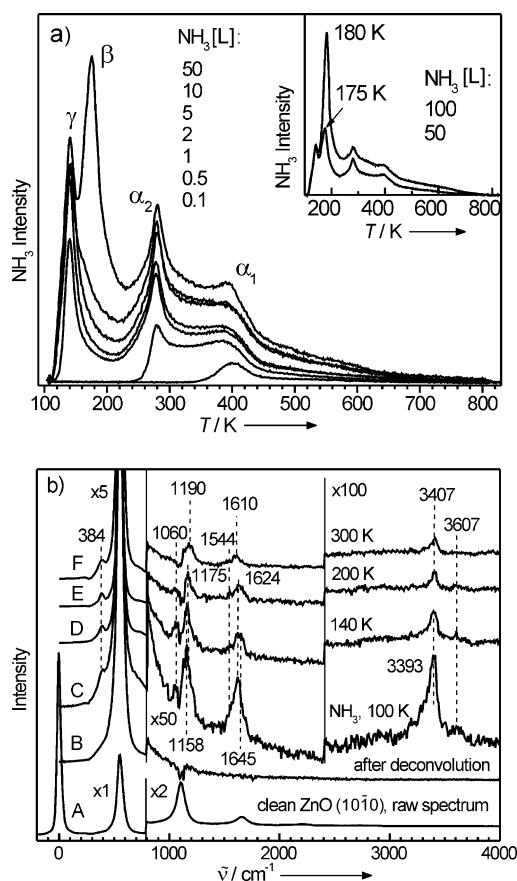 a)
β
γ
α₂
α₁
NH₃[L]:
50
10
5
2
1
0.5
0.1
NH₃ Intensity
100 200 300 400 500 600 700 800
T / K
180 K
175 K
NH₃[L]:
100
50
NH₃ Intensity
200 400 600 800
T / K
b)
x5
x100
1190
1610
3407
384
1060
1544
3607
F
300 K
1175
1624
E
200 K
D
140 K
3393
C
NH₃, 100 K
x50
B
1158
1645
after deconvolution
x1
x2
A
clean ZnO (101̄0), raw spectrum
Intensity
0 1000 2000 3000 4000
ṽ / cm⁻¹